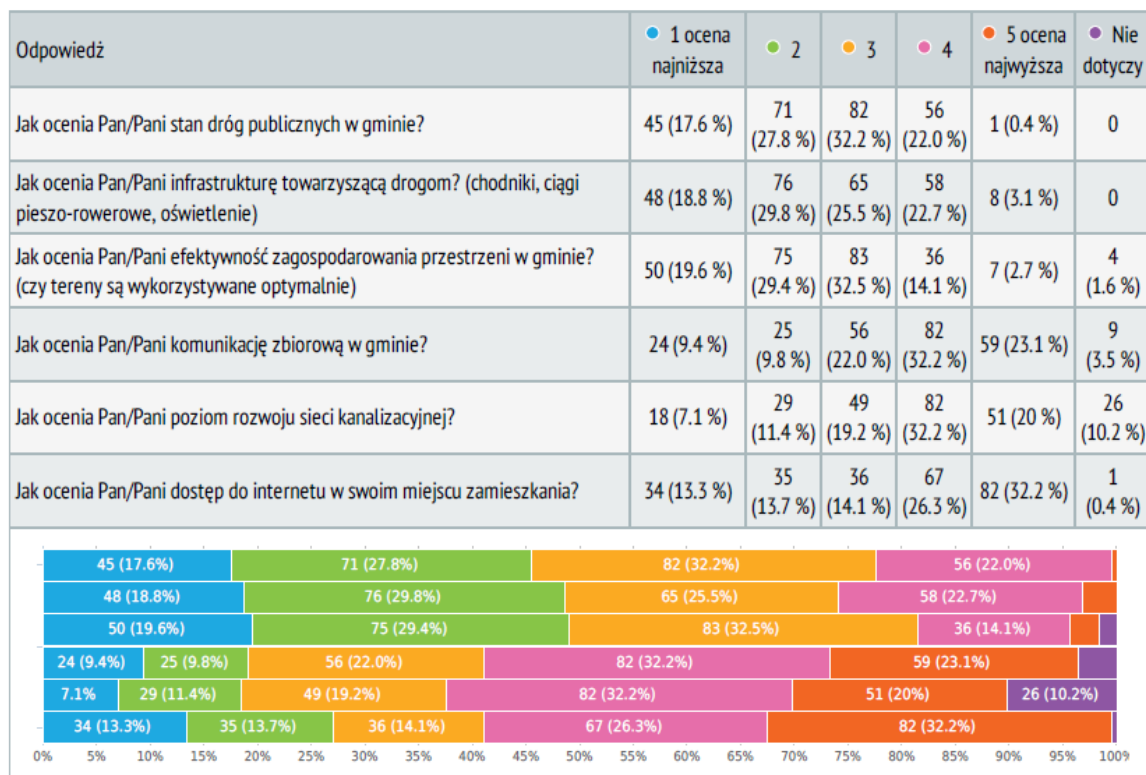 Odpowiedź
1 ocena
najniższa
2
3
4
5 ocena
najwyższa
Nie
dotyczy
Jak ocenia Pan/Pani stan dróg publicznych w gminie?
45 (17.6 %)
71
(27.8 %)
82
(32.2 %)
56
(22.0 %)
1 (0.4 %)
0
Jak ocenia Pan/Pani infrastrukturę towarzyszącą drogom? (chodniki, ciągi
pieszo-rowerowe, oświetlenie)
48 (18.8 %)
76
(29.8 %)
65
(25.5 %)
58
(22.7 %)
8 (3.1 %)
0
Jak ocenia Pan/Pani efektywność zagospodarowania przestrzeni w gminie?
(czy tereny są wykorzystywane optymalnie)
50 (19.6 %)
75
(29.4 %)
83
(32.5 %)
36
(14.1 %)
7 (2.7 %)
4
(1.6 %)
Jak ocenia Pan/Pani komunikację zbiorową w gminie?
24 (9.4 %)
25
(9.8 %)
56
(22.0 %)
82
(32.2 %)
59 (23.1 %)
9
(3.5 %)
Jak ocenia Pan/Pani poziom rozwoju sieci kanalizacyjnej?
18 (7.1 %)
29
(11.4 %)
49
(19.2 %)
82
(32.2 %)
51 (20 %)
26
(10.2 %)
Jak ocenia Pan/Pani dostęp do internetu w swoim miejscu zamieszkania?
34 (13.3 %)
35
(13.7 %)
36
(14.1 %)
67
(26.3 %)
82 (32.2 %)
1
(0.4 %)
45 (17.6%) 71 (27.8%) 82 (32.2%) 56 (22.0%)
48 (18.8%) 76 (29.8%) 65 (25.5%) 58 (22.7%)
50 (19.6%) 75 (29.4%) 83 (32.5%) 36 (14.1%)
24 (9.4%) 25 (9.8%) 56 (22.0%) 82 (32.2%) 59 (23.1%)
7.1% 29 (11.4%) 49 (19.2%) 82 (32.2%) 51 (20%) 26 (10.2%)
34 (13.3%) 35 (13.7%) 36 (14.1%) 67 (26.3%) 82 (32.2%)
0% 5% 10% 15% 20% 25% 30% 35% 40% 45% 50% 55% 60% 65% 70% 75% 80% 85% 90% 95% 100%